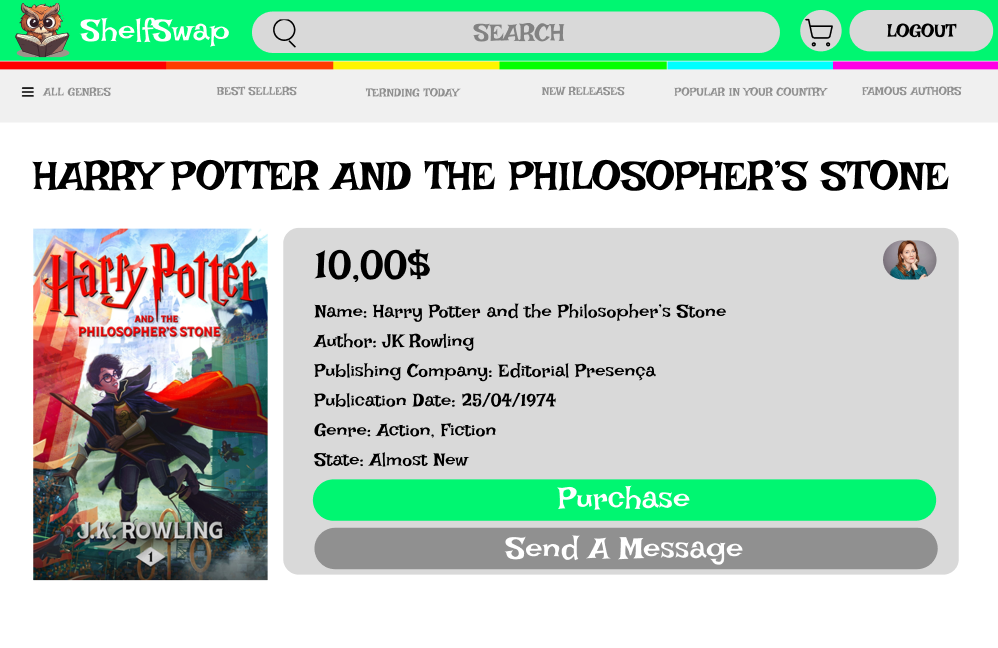 ShelfSwap
SEARCH
LOGOUT
ALL GENRES
BEST SELLERS
TERNDING TODAY
NEW RELEASES
POPULAR IN YOUR COUNTRY
FAMOUS AUTHORS
HARRY POTTER AND THE PHILOSOPHER'S STONE
Harry Potter
AND THE
PHILOSOPHER'S STONE
J.K. ROWLING
1
10,00$
Name: Harry Potter and the Philosopher's Stone
Author: JK Rowling
Publishing Company: Editorial Presença
Publication Date: 25/04/1974
Genre: Action, Fiction
State: Almost New
Purchase
Send A Message